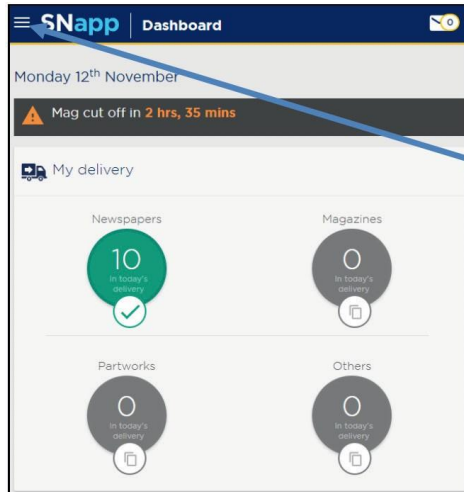 SNapp Dashboard 0
Monday 12th November
Mag cut off in 2 hrs, 35 mins
My delivery
Newspapers Magazines
10 0
In today's In today's
delivery delivery
Partworks Others
0 0
In today's In today's
delivery delivery